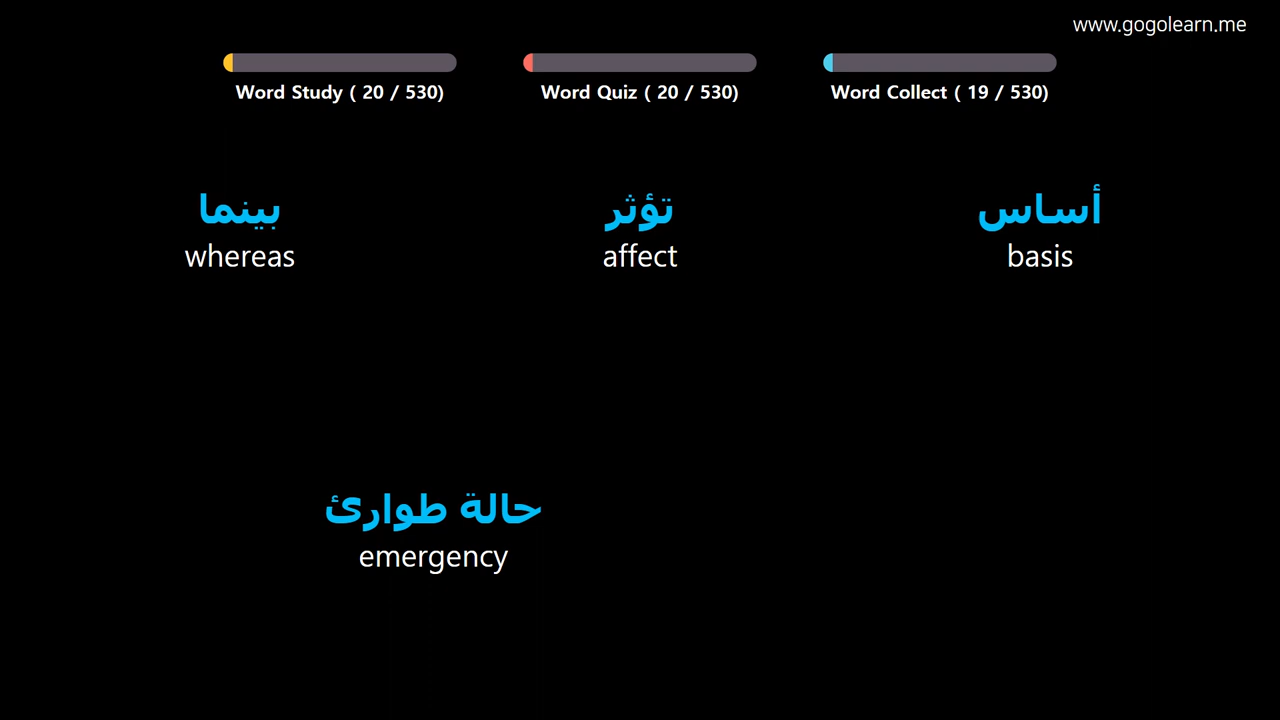 www.gogolearn.me
Word Study ( 20 / 530)
Word Quiz ( 20 / 530)
Word Collect ( 19 / 530)
بينما
whereas
تؤثر
affect
أساس
basis
حالة طوارئ
emergency